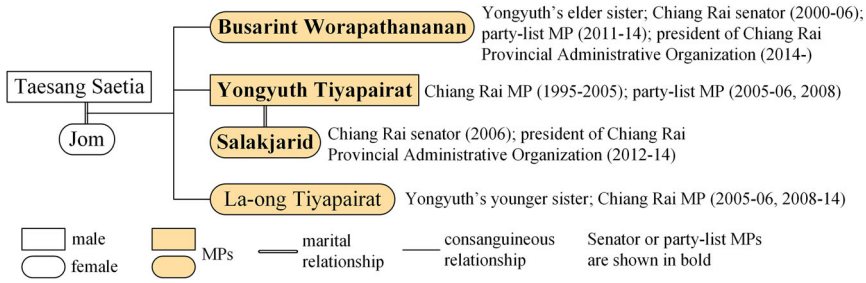 Busarint Worapathananan
Yongyuth's elder sister; Chiang Rai senator (2000-06);
party-list MP (2011-14); president of Chiang Rai
Provincial Administrative Organization (2014-)
Taesang Saetia
Jom
Yongyuth Tiyapairat
Chiang Rai MP (1995-2005); party-list MP (2005-06, 2008)
Salakjarid
Chiang Rai senator (2006); president of Chiang Rai
Provincial Administrative Organization (2012-14)
La-ong Tiyapairat
Yongyuth's younger sister; Chiang Rai MP (2005-06, 2008-14)
male
female
MPs
marital
relationship
consanguineous
relationship
Senator or party-list MPs
are shown in bold